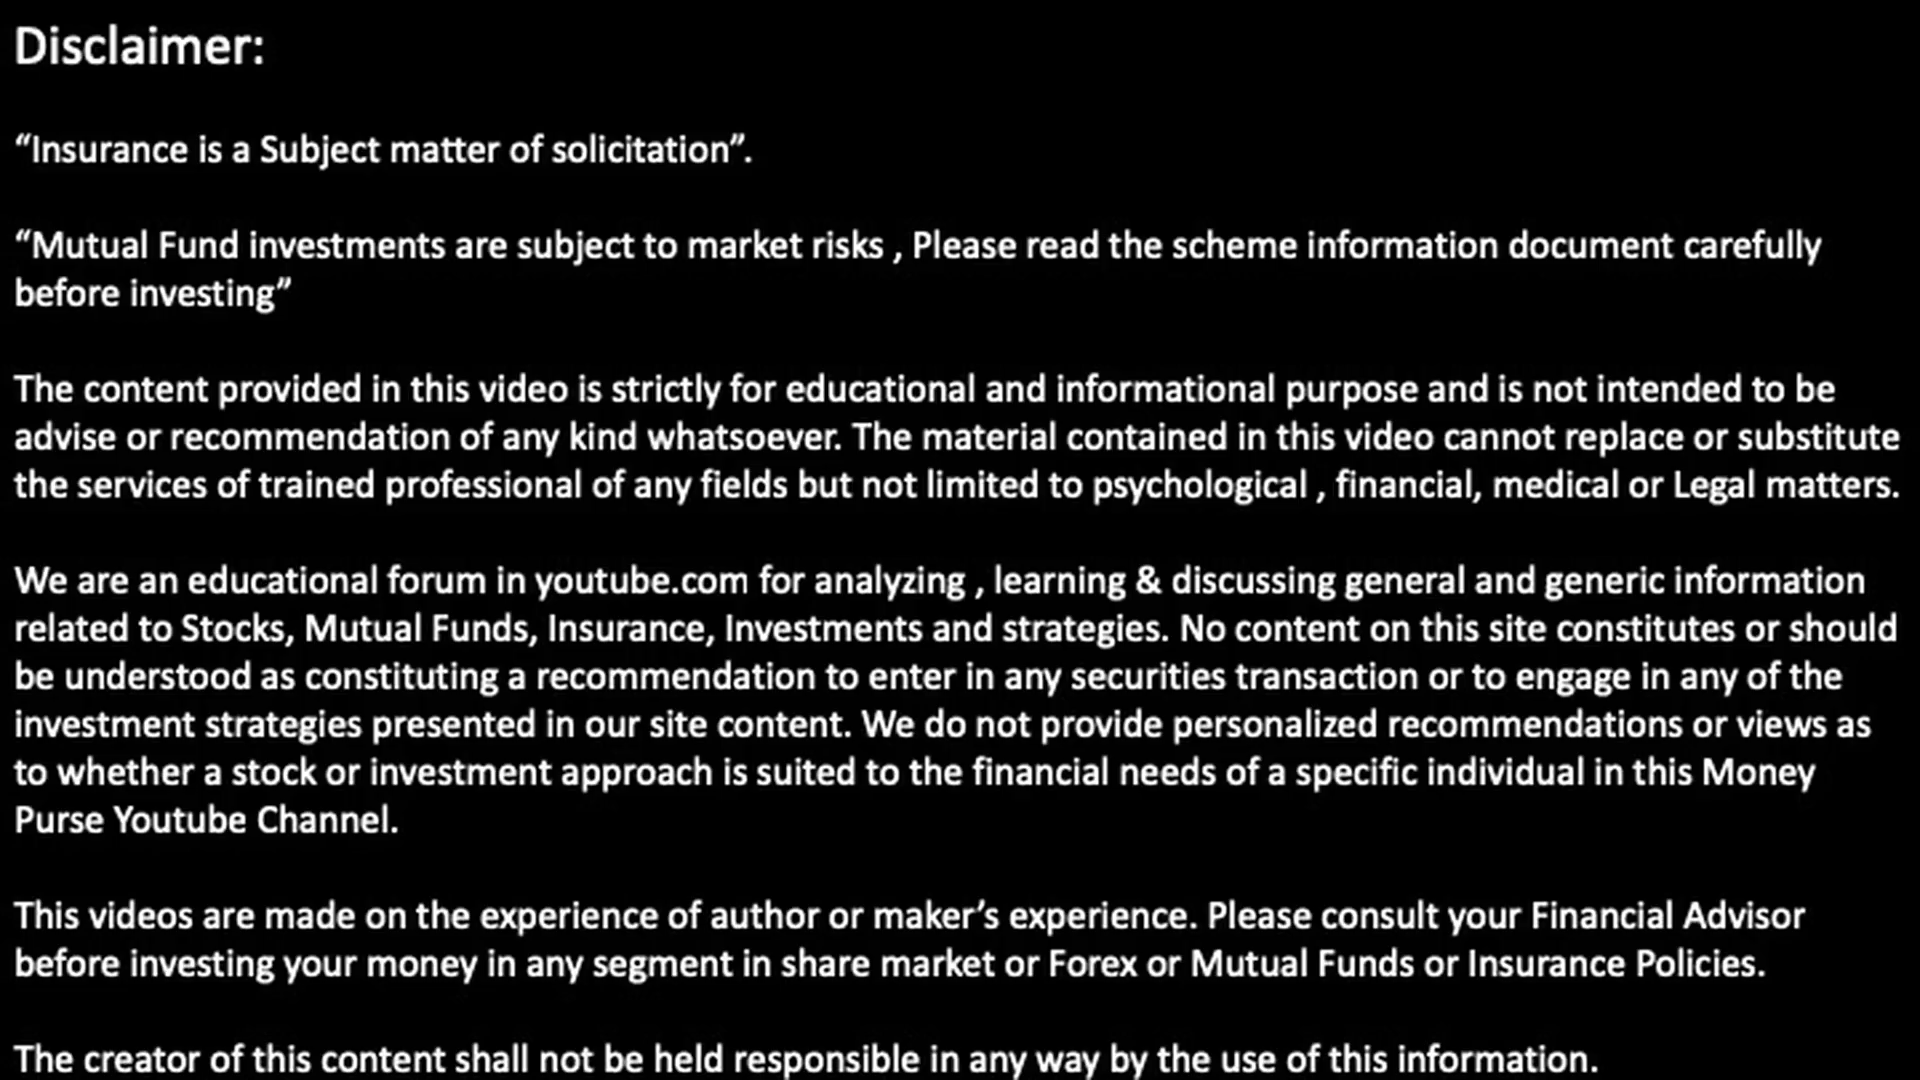 Disclaimer:
“Insurance is a Subject matter of solicitation”.
“Mutual Fund investments are subject to market risks , Please read the scheme information document carefully
before investing”
The content provided in this video is strictly for educational and informational purpose and is not intended to be
advise or recommendation of any kind whatsoever. The material contained in this video cannot replace or substitute
the services of trained professional of any fields but not limited to psychological , financial, medical or Legal matters.
We are an educational forum in youtube.com for analyzing , learning & discussing general and generic information
related to Stocks, Mutual Funds, Insurance, Investments and strategies. No content on this site constitutes or should
be understood as constituting a recommendation to enter in any securities transaction or to engage in any of the
investment strategies presented in our site content. We do not provide personalized recommendations or views as
to whether a stock or investment approach is suited to the financial needs of a specific individual in this Money
Purse Youtube Channel.
This videos are made on the experience of author or maker’s experience. Please consult your Financial Advisor
before investing your money in any segment in share market or Forex or Mutual Funds or Insurance Policies.
The creator of this content shall not be held responsible in any way by the use of this information.